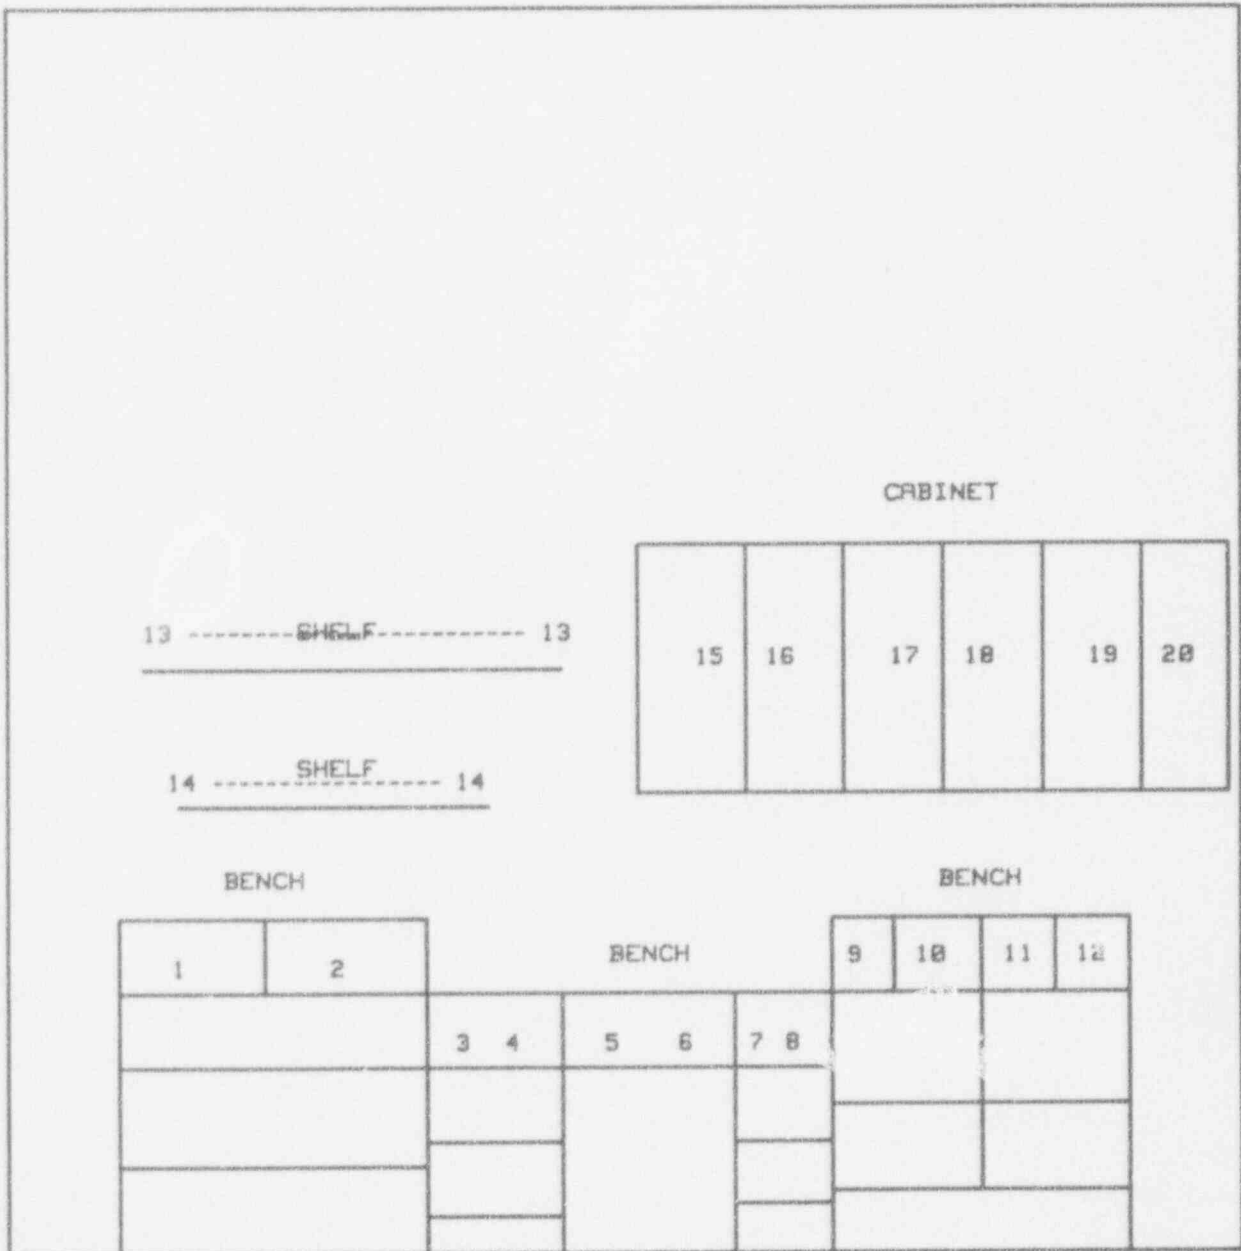 CABINET
13 ----------SHELF---------- 13
15 16 17 18 19 20
SHELF
14 ---------------- 14
BENCH
BENCH
1 2
BENCH
9 10 11 12
3 4 5 6 7 8